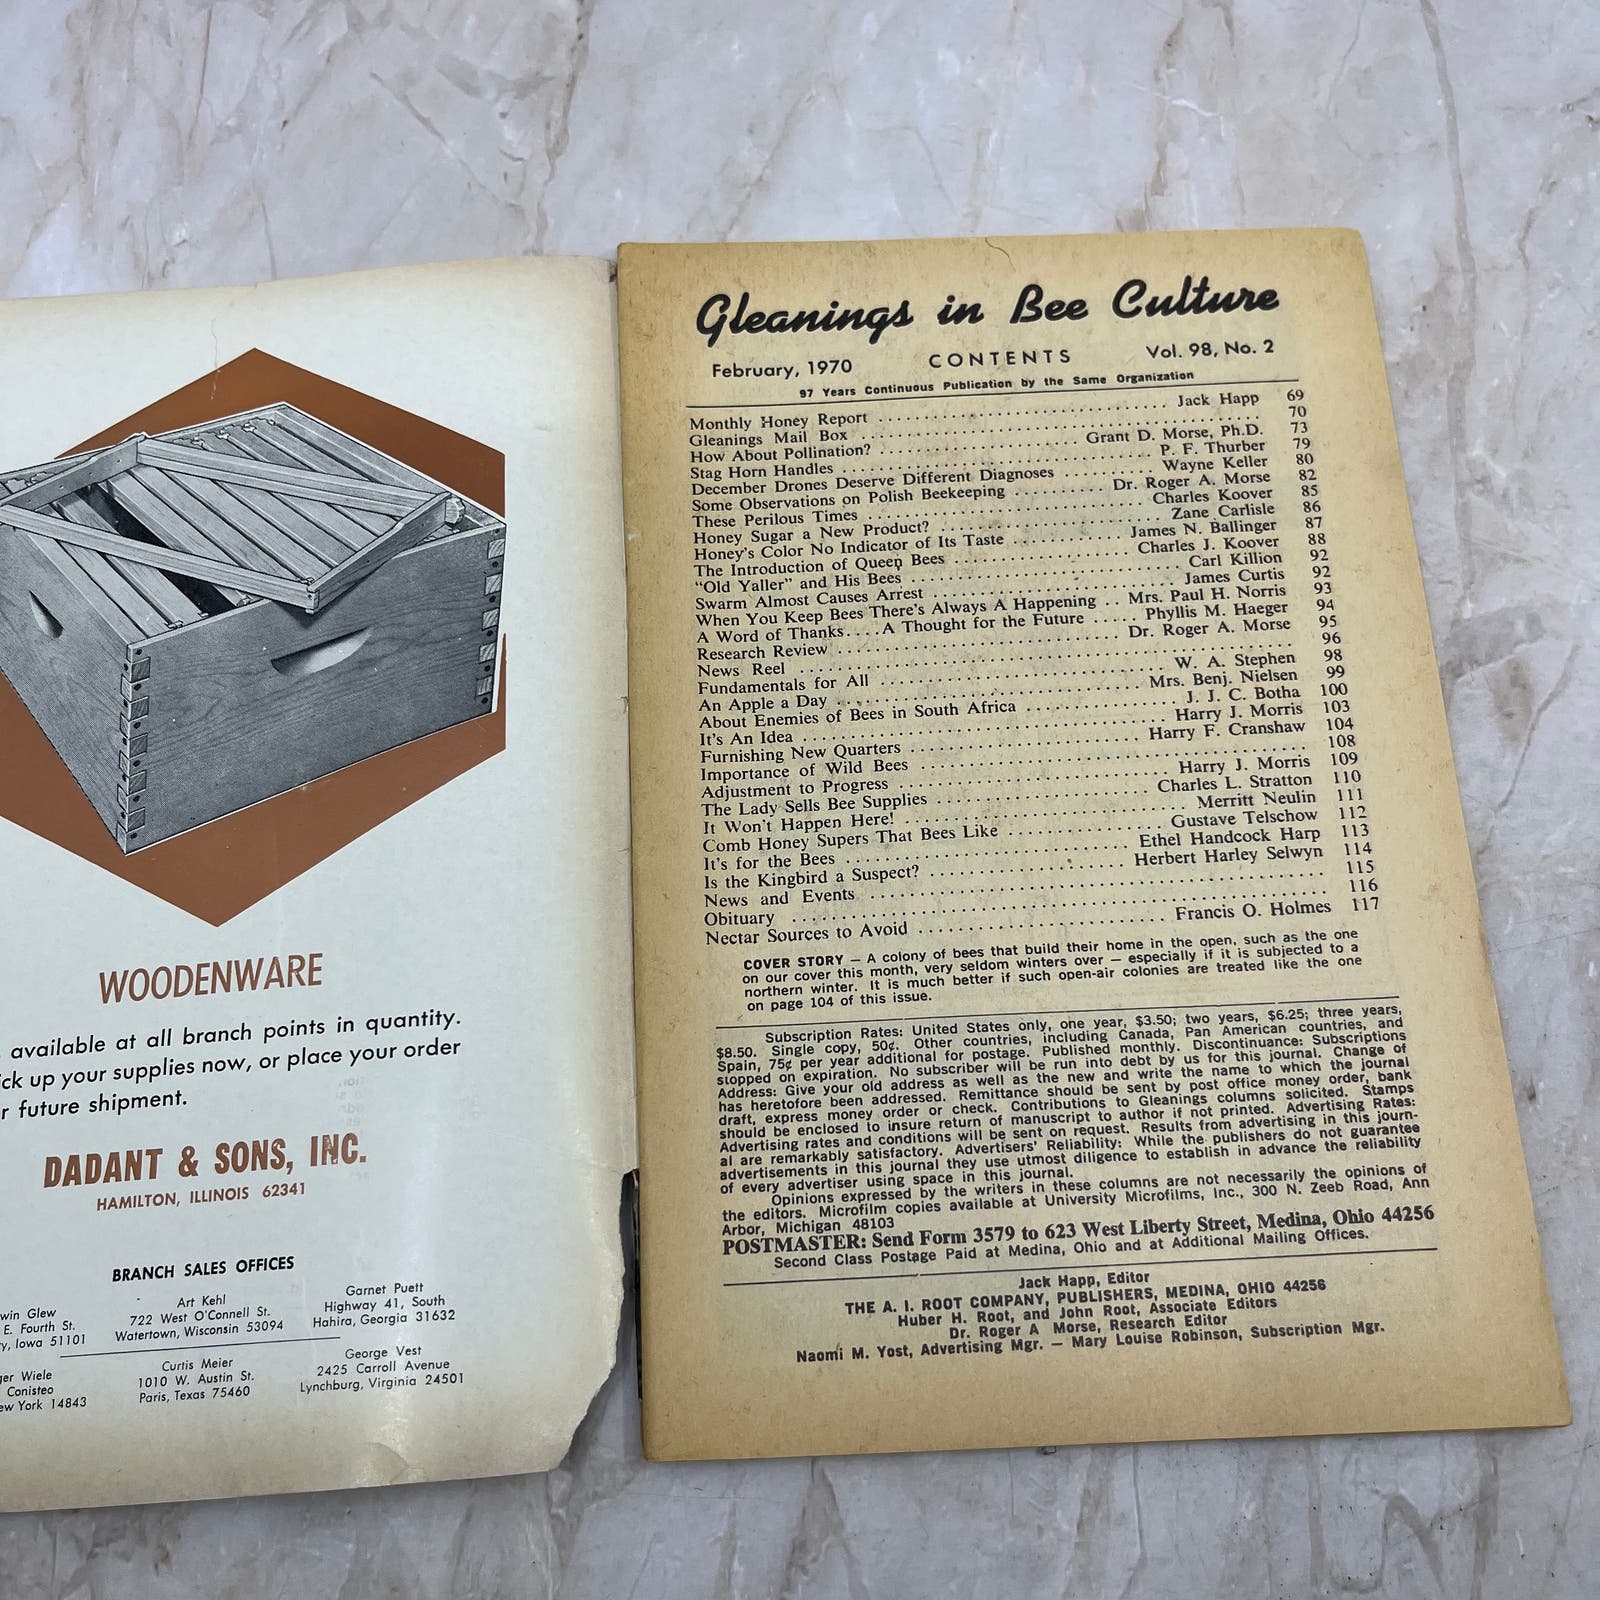 WOODENWARE
available at all branch points in quantity.
ck up your supplies now, or place your order
r future shipment.
DADANT & SONS, INC.
HAMILTON, ILLINOIS 62341
BRANCH SALES OFFICES
win Glew
E. Fourth St.
ty, Iowa 51101
Art Kehl
722 West O'Connell St.
Watertown, Wisconsin 53094
Garnet Puett
Highway 41, South
Hahira, Georgia 31632
ger Wiele
Conisteo
ew York 14843
Curtis Meier
1010 W. Austin St.
Paris, Texas 75460
George Vest
2425 Carroll Avenue
Lynchburg, Virginia 24501
Gleanings in Bee Culture
February, 1970 CONTENTS Vol. 98, No. 2
97 Years Continuous Publication by the Same Organization
Monthly Honey Report Jack Happ 69
Gleanings Mail Box 70
How About Pollination? Grant D. Morse, Ph.D. 73
Stag Horn Handles P. F. Thurber 79
December Drones Deserve Different Diagnoses Wayne Keller 80
Some Observations on Polish Beekeeping Dr. Roger A. Morse 82
These Perilous Times Charles Koover 85
Honey Sugar a New Product? Zane Carlisle 86
Honey's Color No Indicator of Its Taste James N. Ballinger 87
The Introduction of Queen Bees Charles J. Koover 88
"Old Yaller" and His Bees Carl Killion 92
Swarm Almost Causes Arrest James Curtis 92
When You Keep Bees There's Always A Happening .. Mrs. Paul H. Norris 93
A Word of Thanks....A Thought for the Future ..... Phyllis M. Haeger 94
Research Review Dr. Roger A. Morse 95
News Reel 96
Fundamentals for All W. A. Stephen 98
An Apple a Day Mrs. Benj. Nielsen 99
About Enemies of Bees in South Africa J. J. C. Botha 100
It's An Idea Harry J. Morris 103
Furnishing New Quarters Harry F. Cranshaw 104
Importance of Wild Bees 108
Adjustment to Progress Harry J. Morris 109
The Lady Sells Bee Supplies Charles L. Stratton 110
It Won't Happen Here! Merritt Neulin 111
Comb Honey Supers That Bees Like Gustave Telschow 112
It's for the Bees Ethel Handcock Harp 113
Is the Kingbird a Suspect? Herbert Harley Selwyn 114
News and Events 115
Obituary 116
Nectar Sources to Avoid Francis O. Holmes 117
COVER STORY — A colony of bees that build their home in the open, such as the one
on our cover this month, very seldom winters over — especially if it is subjected to a
northern winter. It is much better if such open-air colonies are treated like the one
on page 104 of this issue.
Subscription Rates: United States only, one year, $3.50; two years, $6.25; three years,
$8.50. Single copy, 50¢. Other countries, including Canada, Pan American countries, and
Spain, 75¢ per year additional for postage. Published monthly. Discontinuance: Subscriptions
stopped on expiration. No subscriber will be run into debt by us for this journal. Change of
Address: Give your old address as well as the new and write the name to which the journal
has heretofore been addressed. Remittance should be sent by post office money order, bank
draft, express money order or check. Contributions to Gleanings columns solicited. Stamps
should be enclosed to insure return of manuscript to author if not printed. Advertising Rates:
Advertising rates and conditions will be sent on request. Results from advertising in this journ-
al are remarkably satisfactory. Advertisers' Reliability: While the publishers do not guarantee
advertisements in this journal they use utmost diligence to establish in advance the reliability
of every advertiser using space in this journal.
Opinions expressed by the writers in these columns are not necessarily the opinions of
the editors. Microfilm copies available at University Microfilms, Inc., 300 N. Zeeb Road, Ann
Arbor, Michigan 48103
POSTMASTER: Send Form 3579 to 623 West Liberty Street, Medina, Ohio 44256
Second Class Postage Paid at Medina, Ohio and at Additional Mailing Offices.
Jack Happ, Editor
THE A. I. ROOT COMPANY, PUBLISHERS, MEDINA, OHIO 44256
Huber H. Root, and John Root, Associate Editors
Dr. Roger A Morse, Research Editor
Naomi M. Yost, Advertising Mgr. — Mary Louise Robinson, Subscription Mgr.